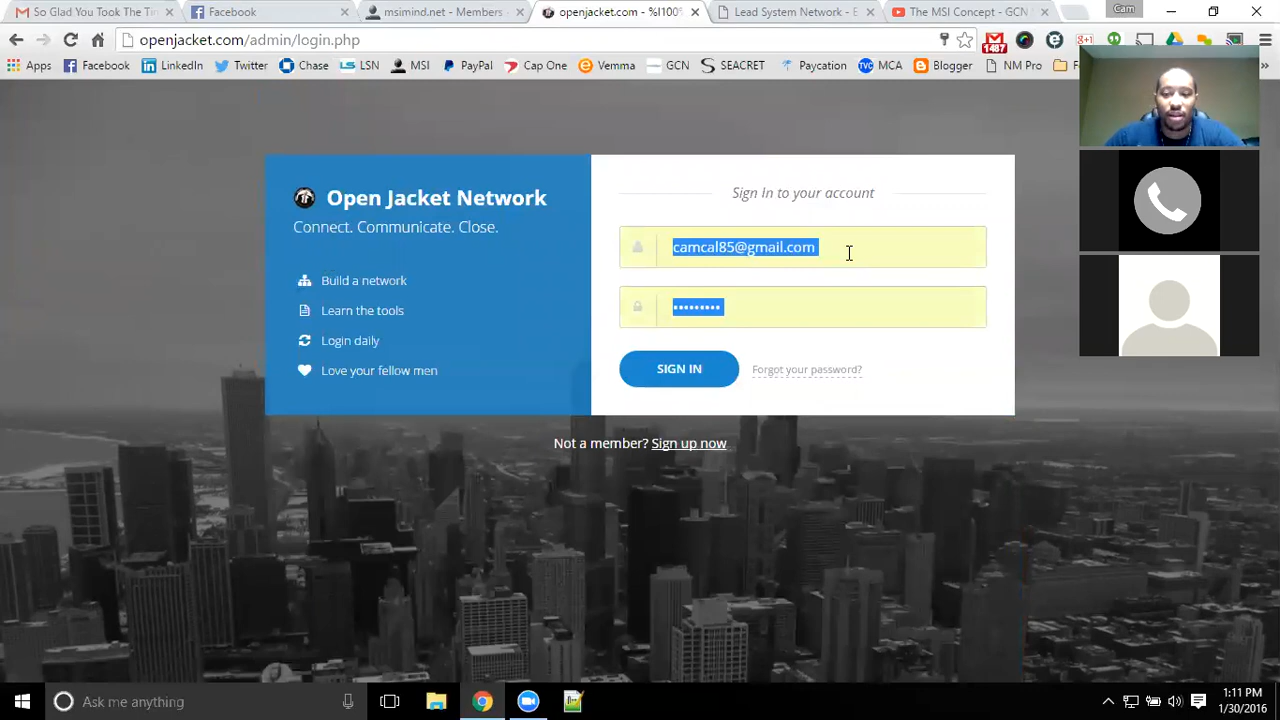 So Glad You Took The Tim
Facebook
msimind.net - Members
openjacket.com - %I100%
Lead System Network - E
The MSI Concept - GCN
Cam
openjacket.com/admin/login.php
1487
Apps
Facebook
LinkedIn
Twitter
Chase
LSN
MSI
PayPal
Cap One
Vemma
GCN
SEACRET
Paycation
TVC
MCA
Blogger
NM Pro
F
»
Open Jacket Network
Connect. Communicate. Close.
Build a network
Learn the tools
Login daily
Love your fellow men
Sign In to your account
camcal85@gmail.com
•••••••••
SIGN IN
Forgot your password?
Not a member? Sign up now
Ask me anything
1:11 PM
1/30/2016